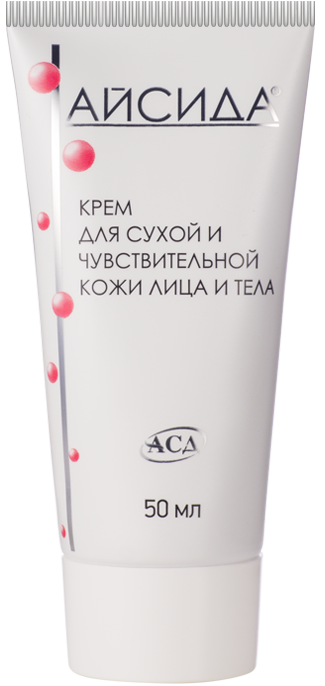 АЙСИДА®
КРЕМ
ДЛЯ СУХОЙ И
ЧУВСТВИТЕЛЬНОЙ
КОЖИ ЛИЦА И ТЕЛА
АСД
50 мл